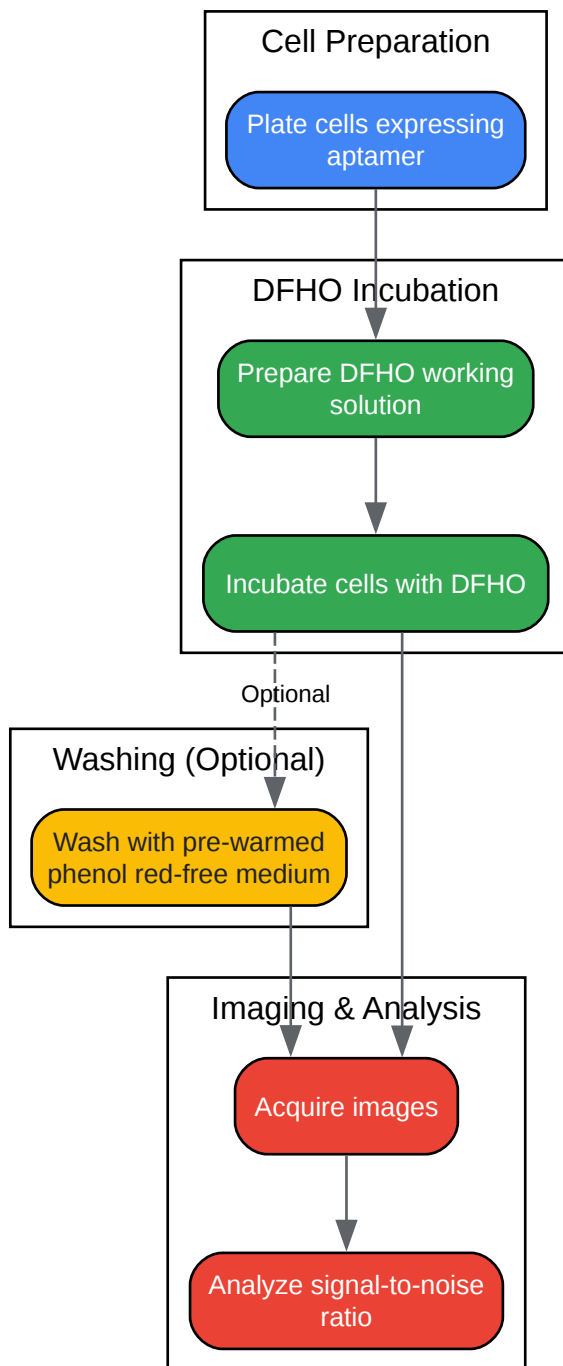 Cell Preparation
Plate cells expressing
aptamer
DFHO Incubation
Prepare DFHO working
solution
Incubate cells with DFHO
Optional
Washing (Optional)
Wash with pre-warmed
phenol red-free medium
Imaging & Analysis
Acquire images
Analyze signal-to-noise
ratio